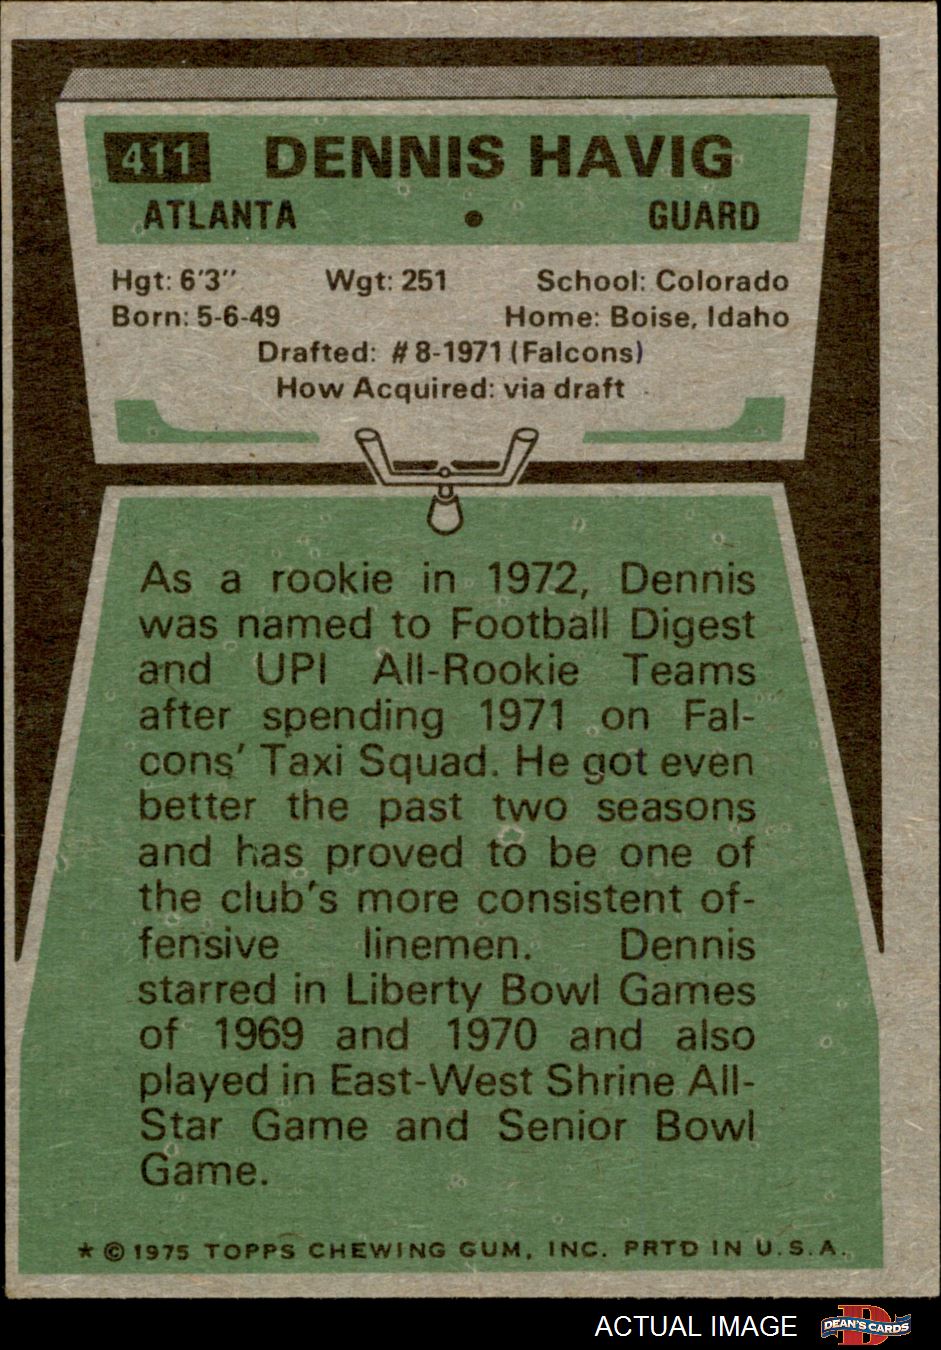 411 DENNIS HAVIG
ATLANTA • GUARD
Hgt: 6'3" Wgt: 251 School: Colorado
Born: 5-6-49 Home: Boise, Idaho
Drafted: #8-1971 (Falcons)
How Acquired: via draft
As a rookie in 1972, Dennis
was named to Football Digest
and UPI All-Rookie Teams
after spending 1971 on Fal-
cons' Taxi Squad. He got even
better the past two seasons
and has proved to be one of
the club's more consistent of-
fensive linemen. Dennis
starred in Liberty Bowl Games
of 1969 and 1970 and also
played in East-West Shrine All-
Star Game and Senior Bowl
Game.
* © 1975 TOPPS CHEWING GUM, INC. PRTD IN U.S.A.
ACTUAL IMAGE D DEAN'S CARDS